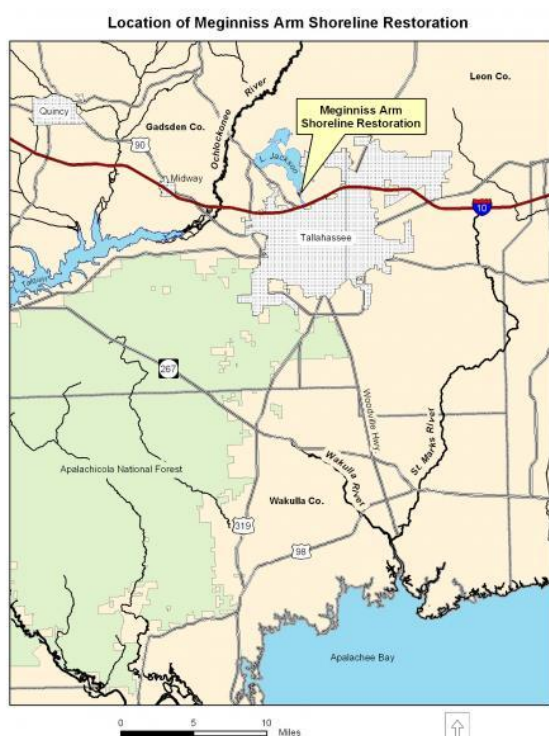 Location of Meginniss Arm Shoreline Restoration
Leon Co.
Meginniss Arm
Shoreline Restoration
Quincy
Gadsden Co.
River
Ochlockonee
90
L. Jackson
Midway
10
Tallahassee
Talquin
267
Woodville Hwy.
St. Marks River
Apalachicola National Forest
Wakulla River
Wakulla Co.
319
98
Apalachee Bay
0 5 10
Miles